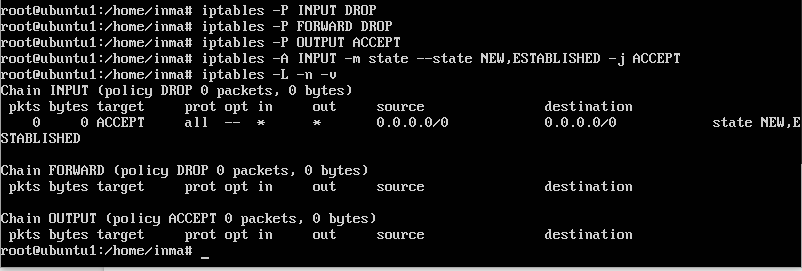 root@ubuntu1:/home/inma# iptables -P INPUT DROP
root@ubuntu1:/home/inma# iptables -P FORWARD DROP
root@ubuntu1:/home/inma# iptables -P OUTPUT ACCEPT
root@ubuntu1:/home/inma# iptables -A INPUT -m state --state NEW,ESTABLISHED -j ACCEPT
root@ubuntu1:/home/inma# iptables -L -n -v
Chain INPUT (policy DROP 0 packets, 0 bytes)
 pkts bytes target     prot opt in     out     source               destination
    0     0 ACCEPT     all  --  *      *       0.0.0.0/0            0.0.0.0/0            state NEW,E
STABLISHED
Chain FORWARD (policy DROP 0 packets, 0 bytes)
 pkts bytes target     prot opt in     out     source               destination
Chain OUTPUT (policy ACCEPT 0 packets, 0 bytes)
 pkts bytes target     prot opt in     out     source               destination
root@ubuntu1:/home/inma# _